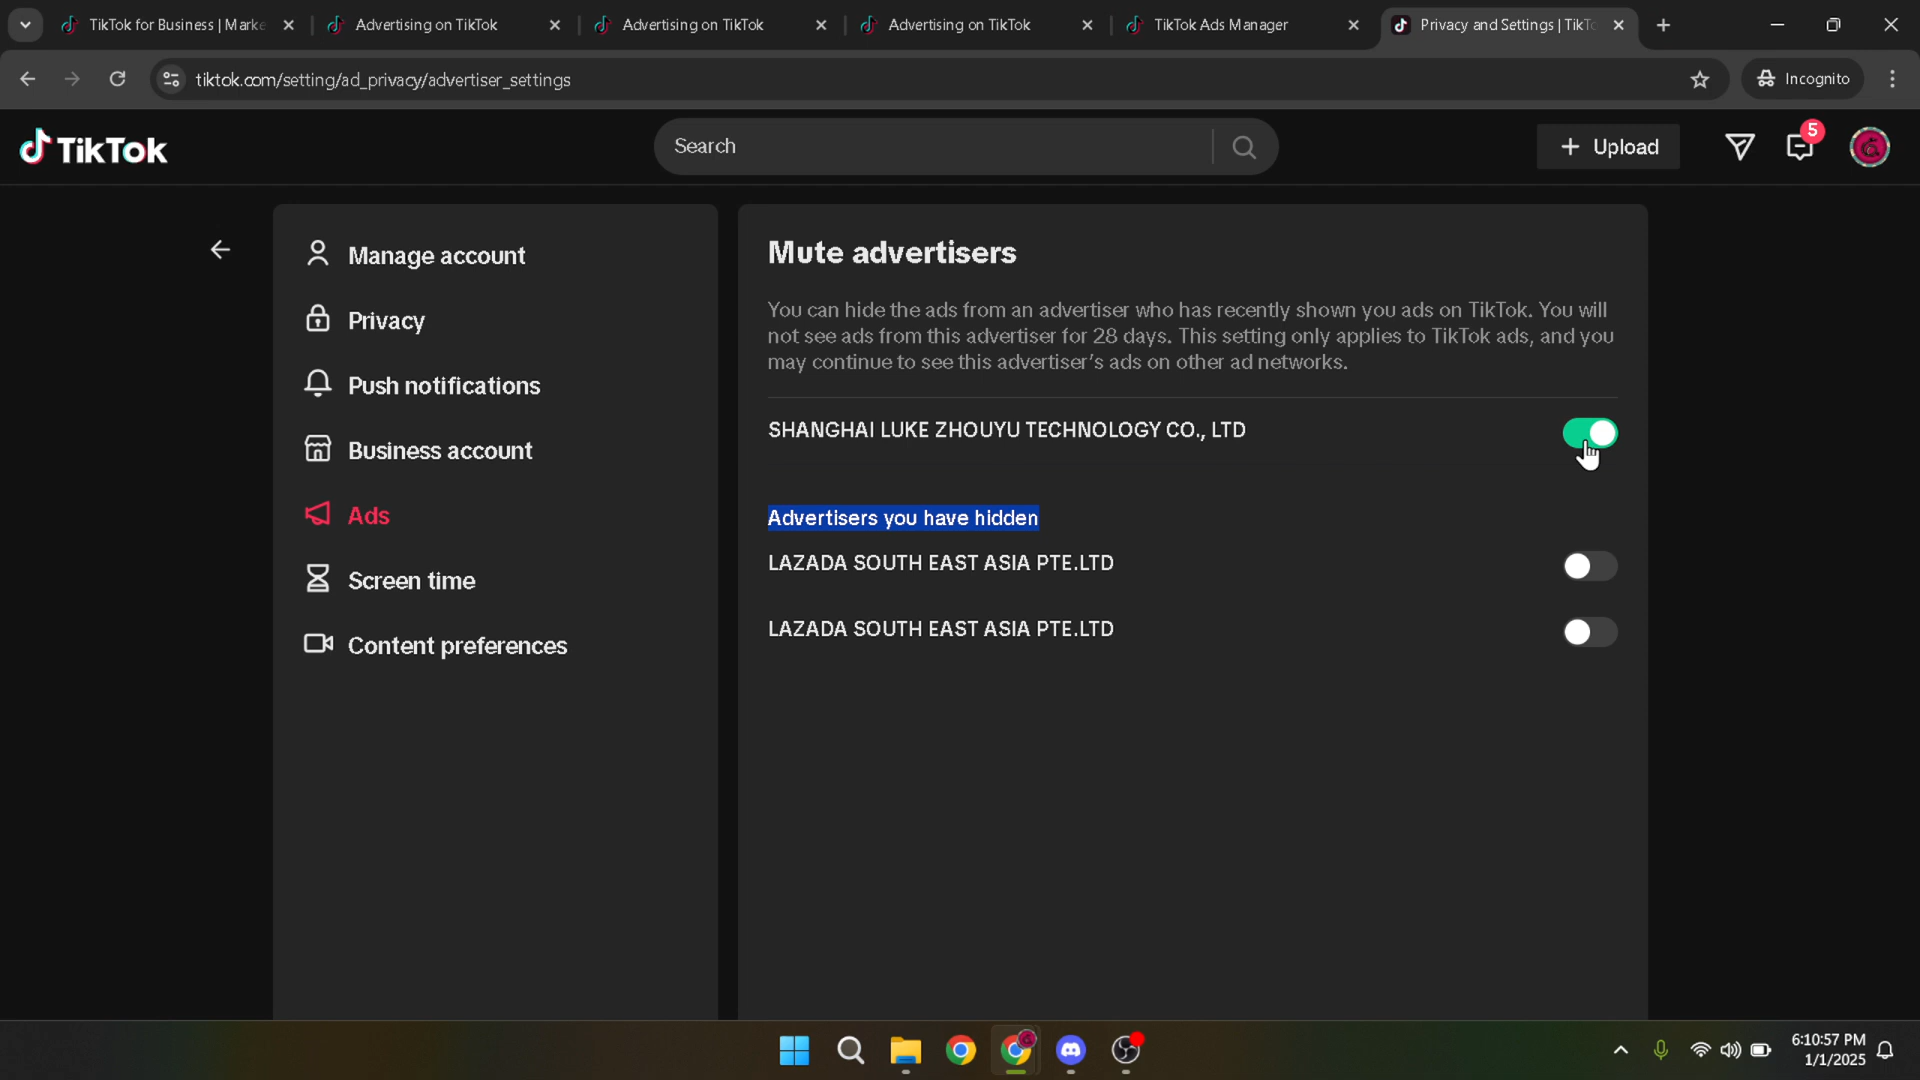 TikTok for Business | Marke
Advertising on TikTok
Advertising on TikTok
Advertising on TikTok
TikTok Ads Manager
Privacy and Settings | TikTo
tiktok.com/setting/ad_privacy/advertiser_settings
Incognito
TikTok
Search
Upload
5
Manage account
Privacy
Push notifications
Business account
Ads
Screen time
Content preferences
Mute advertisers
You can hide the ads from an advertiser who has recently shown you ads on TikTok. You will
not see ads from this advertiser for 28 days. This setting only applies to TikTok ads, and you
may continue to see this advertiser's ads on other ad networks.
SHANGHAI LUKE ZHOUYU TECHNOLOGY CO., LTD
Advertisers you have hidden
LAZADA SOUTH EAST ASIA PTE.LTD
LAZADA SOUTH EAST ASIA PTE.LTD
6:10:57 PM
1/1/2025